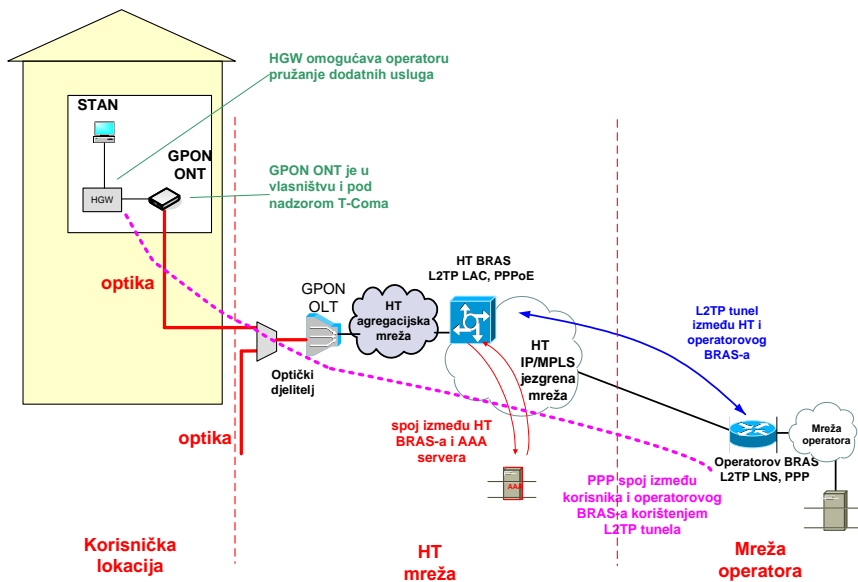 HGW omogućava operatoru
pružanje dodatnih usluga
STAN
GPON
ONT
HGW
GPON ONT je u
vlasništvu i pod
nadzorom T-Coma
optika
GPON
OLT
HT
agregacijska
mreža
HT BRAS
L2TP LAC, PPPoE
L2TP tunel
između HT i
operatorovog
BRAS-a
HT
IP/MPLS
jezgrena
mreža
Optički
djelitelj
optika
spoj između HT
BRAS-a i AAA
servera
AAA
Mreža
operatora
Operatorov BRAS
L2TP LNS, PPP
PPP spoj između
korisnika i operatorovog
BRAS-a korištenjem
L2TP tunela
Korisnička
lokacija
HT
mreža
Mreža
operatora